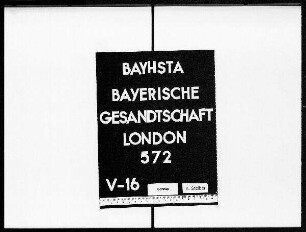 BAYHSTA
BAYERISCHE
GESANDTSCHAFT
LONDON
572
V-16